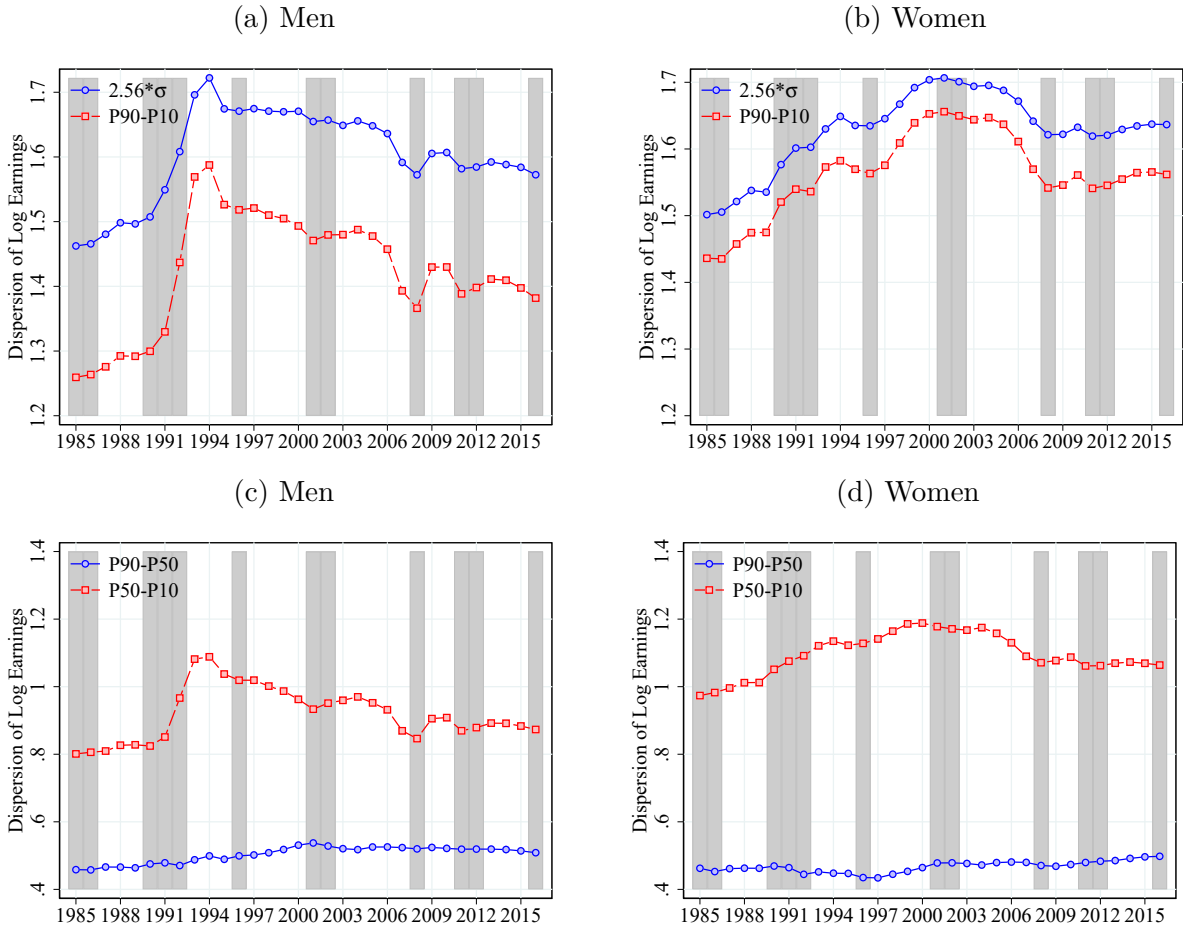 (a) Men
Dispersion of Log Earnings
1.7
1.6
1.5
1.4
1.3
1.2
2.56*σ
P90-P10
1985 1988 1991 1994 1997 2000 2003 2006 2009 2012 2015
(b) Women
Dispersion of Log Earnings
1.7
1.6
1.5
1.4
1.3
1.2
2.56*σ
P90-P10
1985 1988 1991 1994 1997 2000 2003 2006 2009 2012 2015
(c) Men
Dispersion of Log Earnings
1.4
1.2
1
.8
.6
.4
P90-P50
P50-P10
1985 1988 1991 1994 1997 2000 2003 2006 2009 2012 2015
(d) Women
Dispersion of Log Earnings
1.4
1.2
1
.8
.6
.4
P90-P50
P50-P10
1985 1988 1991 1994 1997 2000 2003 2006 2009 2012 2015